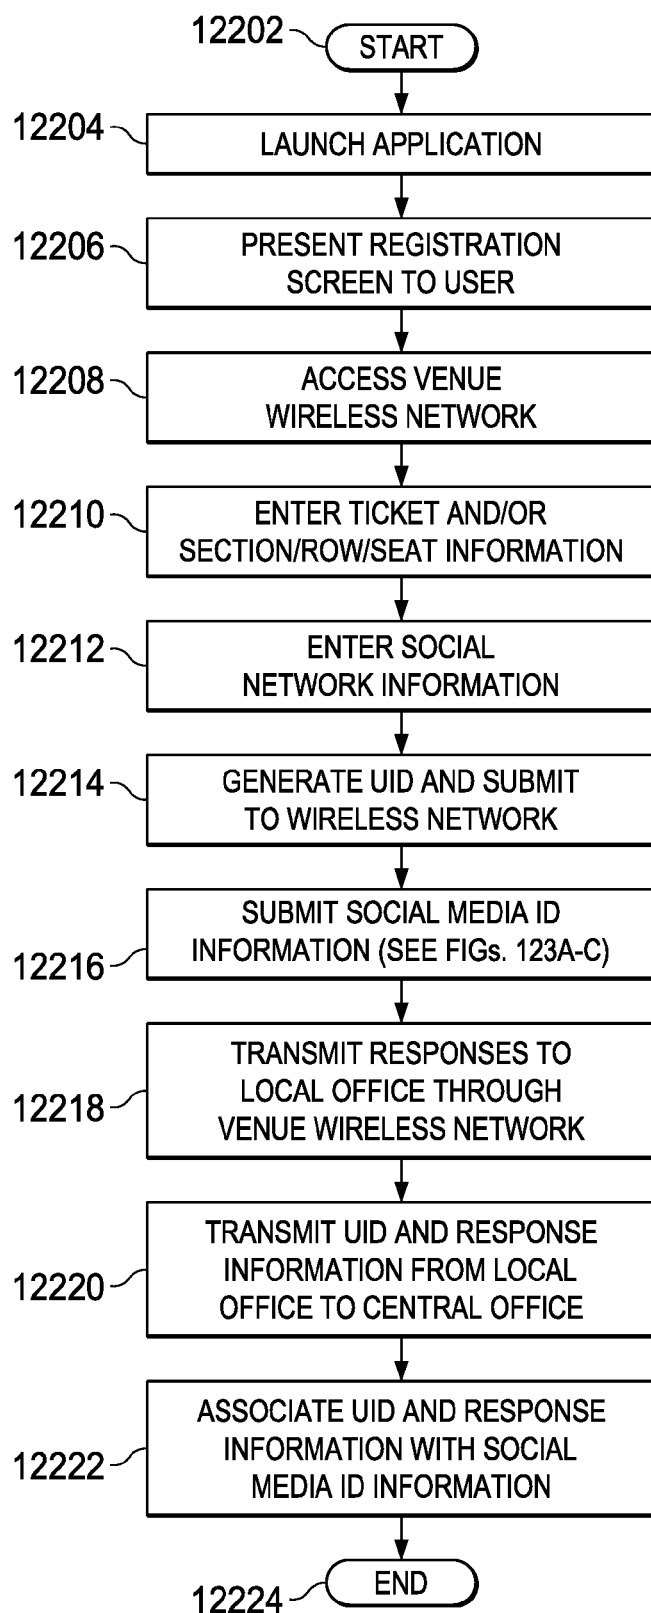 12202
START
12204
LAUNCH APPLICATION
12206
PRESENT REGISTRATION
SCREEN TO USER
12208
ACCESS VENUE
WIRELESS NETWORK
12210
ENTER TICKET AND/OR
SECTION/ROW/SEAT INFORMATION
12212
ENTER SOCIAL
NETWORK INFORMATION
12214
GENERATE UID AND SUBMIT
TO WIRELESS NETWORK
12216
SUBMIT SOCIAL MEDIA ID
INFORMATION (SEE FIGs. 123A-C)
12218
TRANSMIT RESPONSES TO
LOCAL OFFICE THROUGH
VENUE WIRELESS NETWORK
12220
TRANSMIT UID AND RESPONSE
INFORMATION FROM LOCAL
OFFICE TO CENTRAL OFFICE
12222
ASSOCIATE UID AND RESPONSE
INFORMATION WITH SOCIAL
MEDIA ID INFORMATION
12224
END